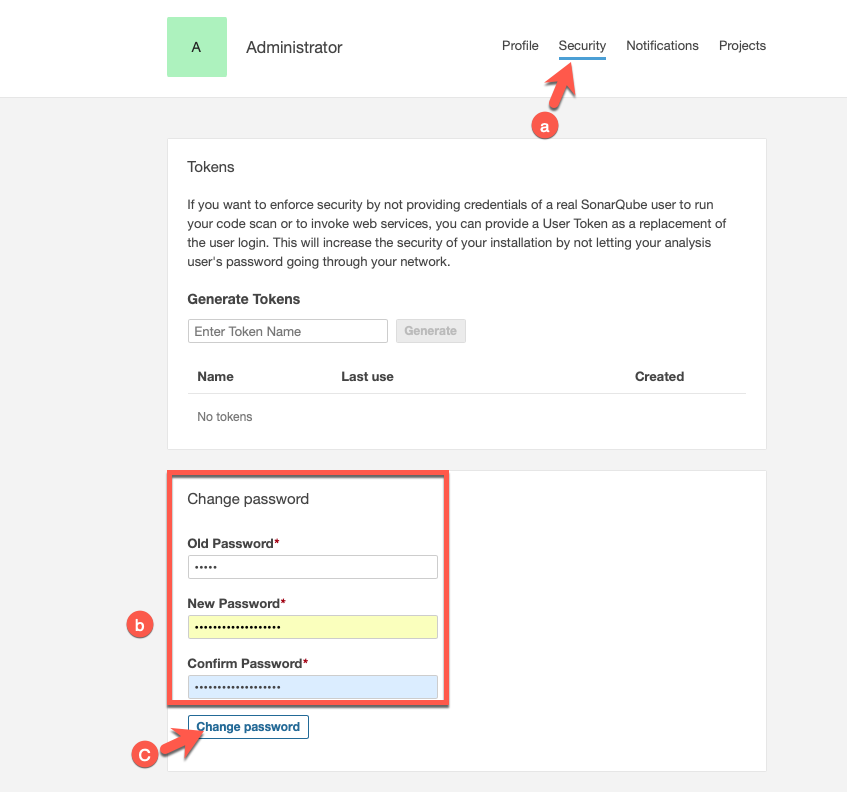 A
Administrator
Profile Security Notifications Projects
a
Tokens
If you want to enforce security by not providing credentials of a real SonarQube user to run
your code scan or to invoke web services, you can provide a User Token as a replacement of
the user login. This will increase the security of your installation by not letting your analysis
user's password going through your network.
Generate Tokens
Enter Token Name Generate
Name Last use Created
No tokens
Change password
Old Password*
•••••
New Password*
•••••••••••••••••••
b
Confirm Password*
•••••••••••••••••••
Change password
c